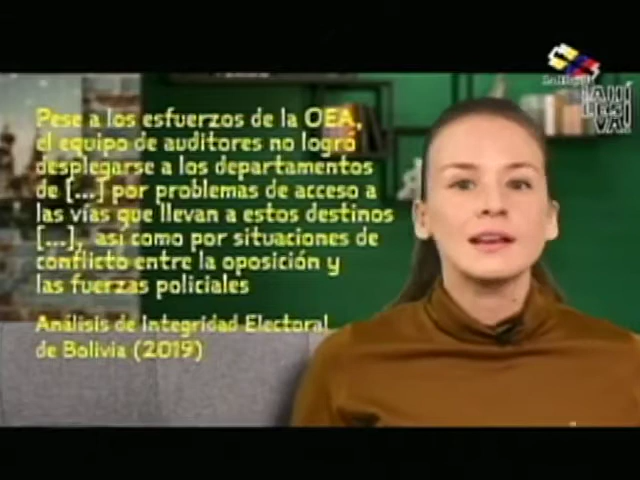 ¡AHÍ
LES
VA!
Pese a los esfuerzos de la OEA,
el equipo de auditores no logró
desplegarse a los departamentos
de [...] por problemas de acceso a
las vías que llevan a estos destinos
[...], así como por situaciones de
conflicto entre la oposición y
las fuerzas policiales
Análisis de Integridad Electoral
de Bolivia (2019)